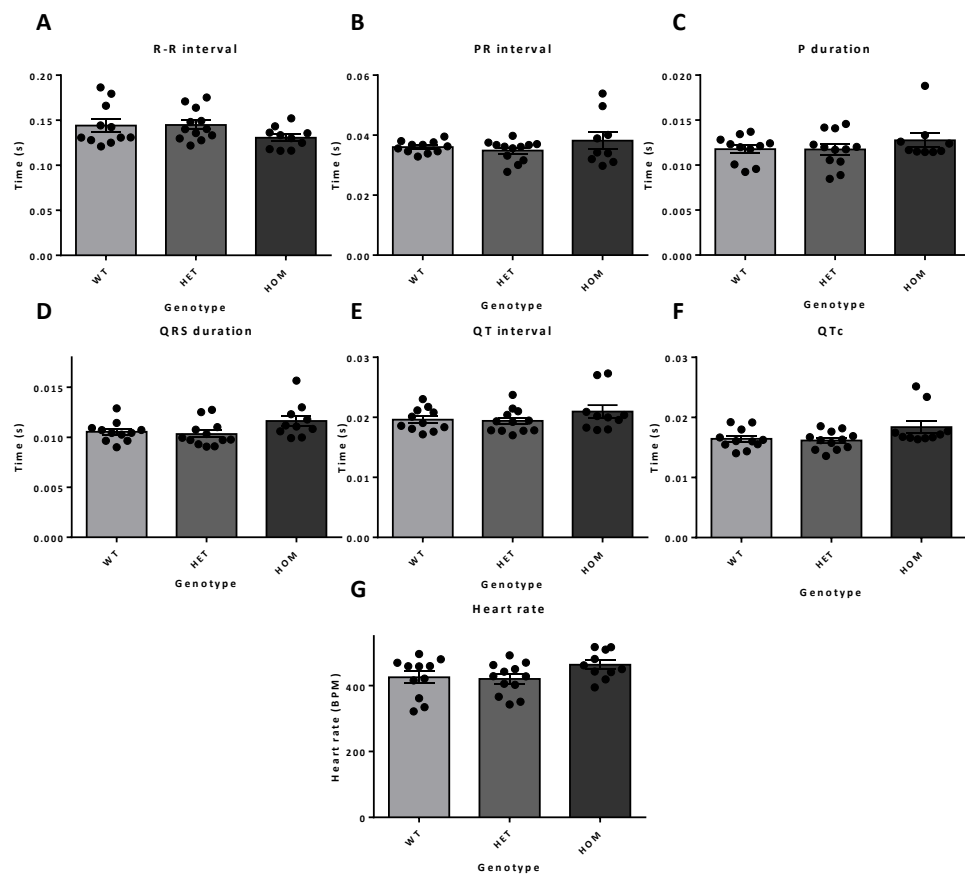 A
R-R interval
0.20
0.15
0.10
0.05
0.00
Time (s)
WT
HET
HOM
Genotype
B
PR interval
0.06
0.04
0.02
0.00
Time (s)
WT
HET
HOM
Genotype
C
P duration
0.020
0.015
0.010
0.005
0.000
Time (s)
WT
HET
HOM
Genotype
D
QRS duration
0.015
0.010
0.005
0.000
Time (s)
WT
HET
HOM
Genotype
E
QT interval
0.03
0.02
0.01
0.00
Time (s)
WT
HET
HOM
Genotype
F
QTc
0.03
0.02
0.01
0.00
Time (s)
WT
HET
HOM
Genotype
G
Heart rate
400
200
0
Heart rate (BPM)
WT
HET
HOM
Genotype